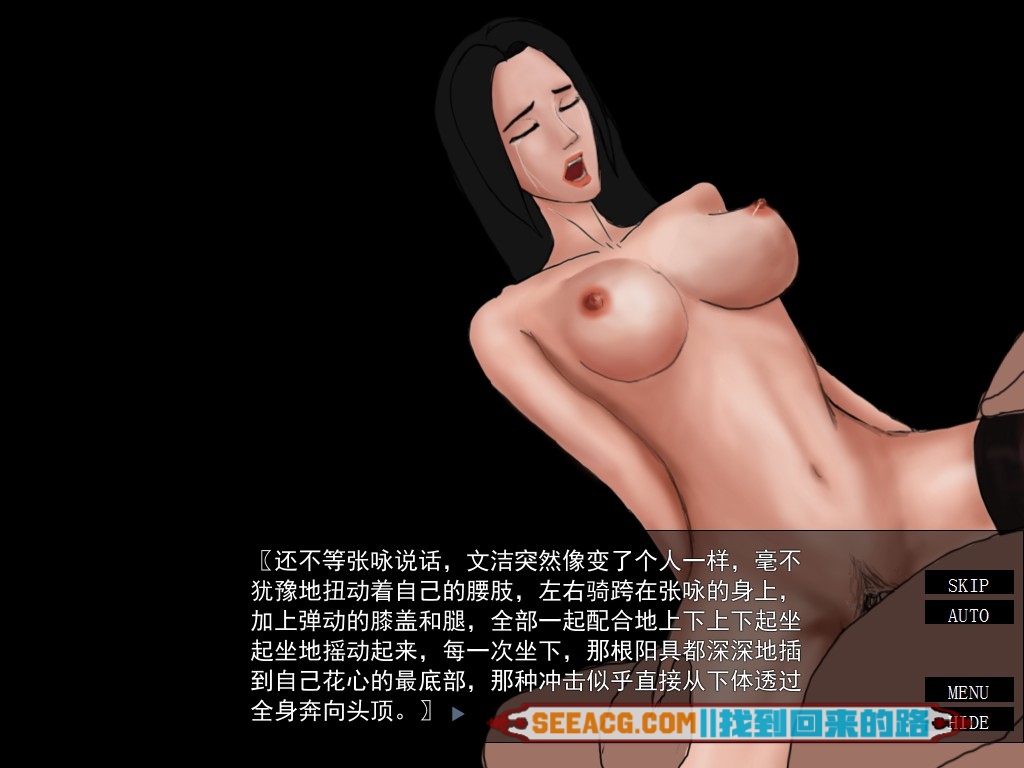 〖还不等张咏说话，文洁突然像变了个人一样，毫不
犹豫地扭动着自己的腰肢，左右骑跨在张咏的身上，
加上弹动的膝盖和腿，全部一起配合地上下上下起坐
起坐地摇动起来，每一次坐下，那根阳具都深深地插
到自己花心的最底部，那种冲击似乎直接从下体透过
全身奔向头顶。〗
SKIP
AUTO
MENU
HIDE
SEEACG.COM||找到回来的路